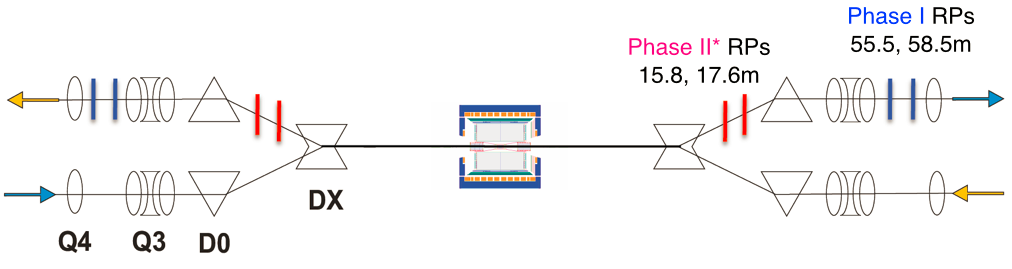 Phase I RPs
55.5, 58.5m
Phase II* RPs
15.8, 17.6m
DX
Q4 Q3 D0